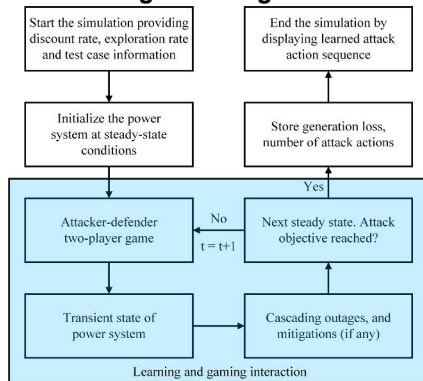 Start the simulation providing
discount rate, exploration rate
and test case information
End the simulation by
displaying learned attack
action sequence
Initialize the power
system at steady-state
conditions
Store generation loss,
number of attack actions
Yes
Attacker-defender
two-player game
No
t = t+1
Next steady state. Attack
objective reached?
Transient state of
power system
Cascading outages, and
mitigations (if any)
Learning and gaming interaction